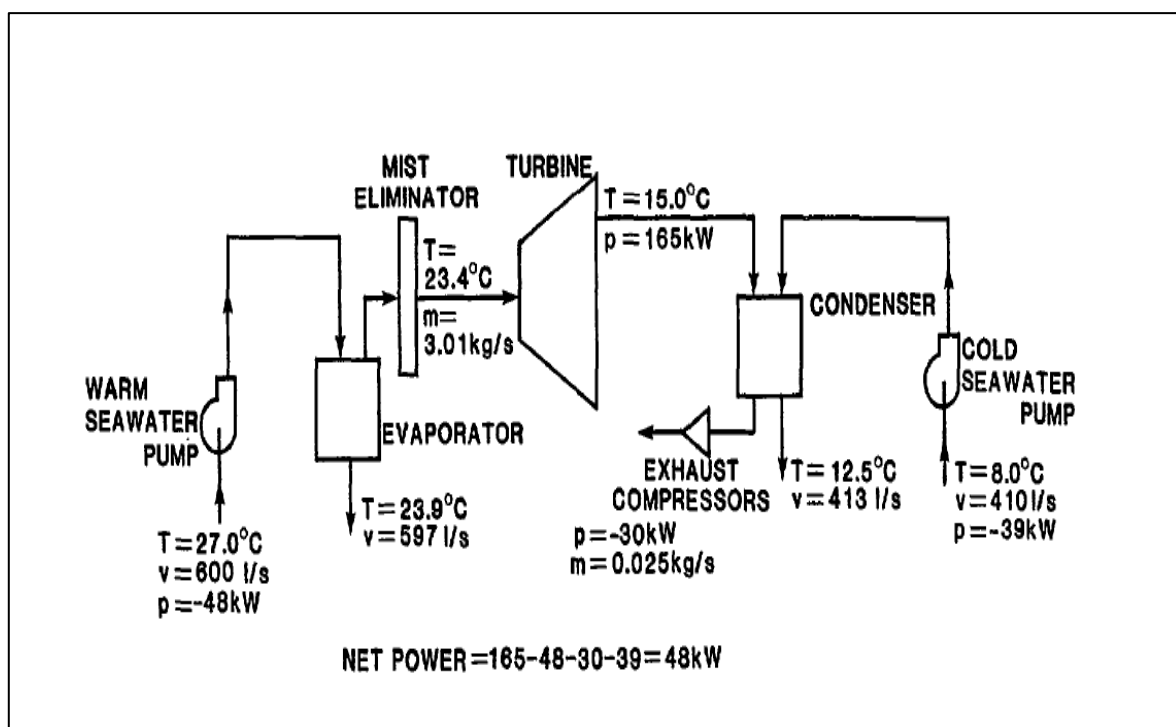 MIST
ELIMINATOR
TURBINE
T=
23.4°C
m=
3.01kg/s
T=15.0°C
p=165kW
CONDENSER
COLD
SEAWATER
PUMP
WARM
SEAWATER
PUMP
EVAPORATOR
EXHAUST
COMPRESSORS
p=-30kW
m=0.025kg/s
T=12.5°C
v=413 l/s
T=8.0°C
v=410 l/s
p=-39kW
T=23.9°C
v=597 l/s
T=27.0°C
v=600 l/s
p=-48kW
NET POWER=165-48-30-39=48kW